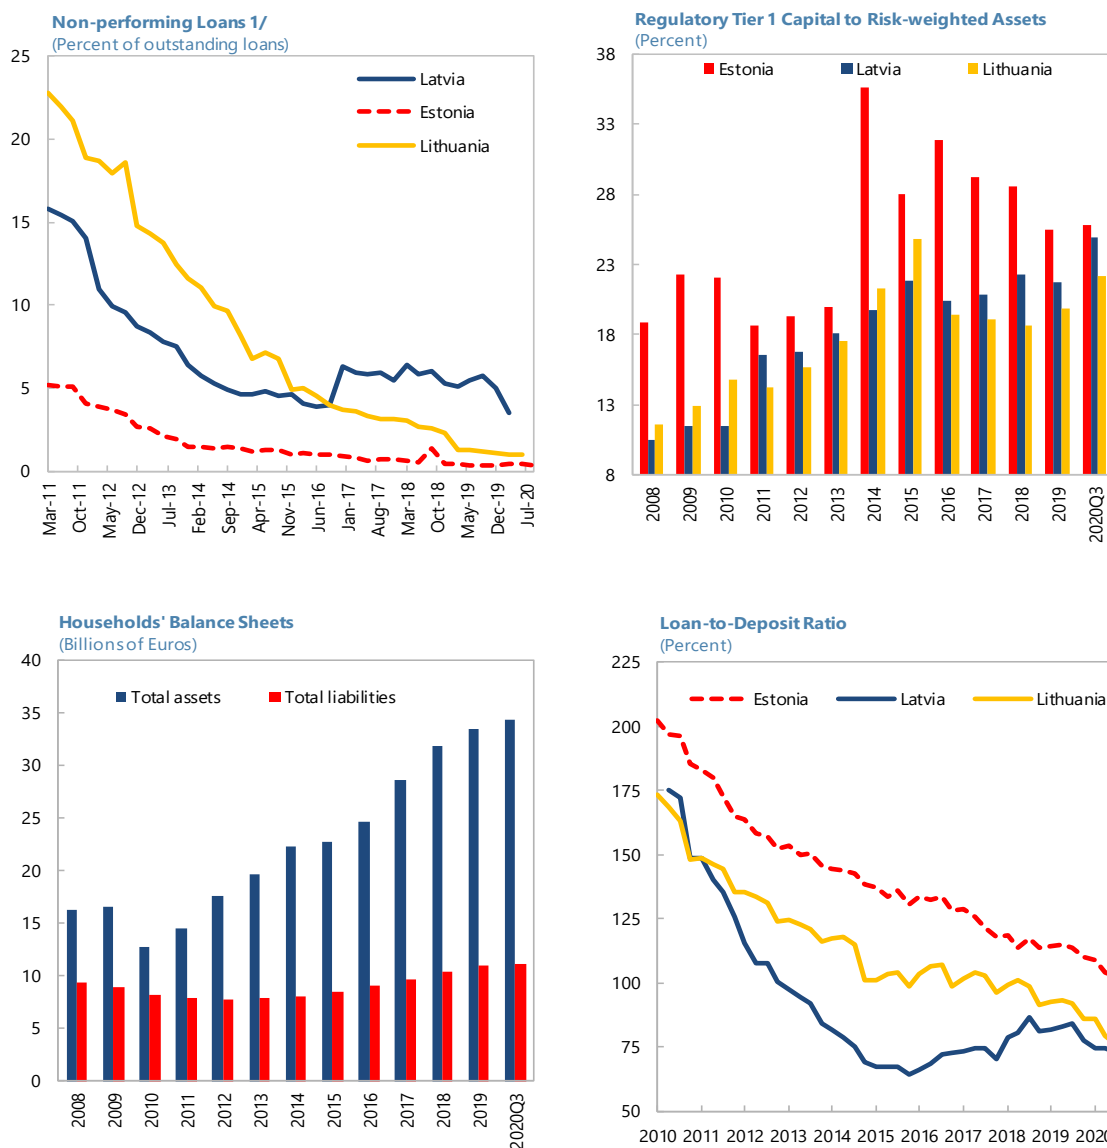 Non-performing Loans 1/
(Percent of outstanding loans)
25
20
15
10
5
0
Latvia
Estonia
Lithuania
Mar-11
Oct-11
May-12
Dec-12
Jul-13
Feb-14
Sep-14
Apr-15
Nov-15
Jun-16
Jan-17
Aug-17
Mar-18
Oct-18
May-19
Dec-19
Jul-20
Regulatory Tier 1 Capital to Risk-weighted Assets
(Percent)
38
33
28
23
18
13
8
Estonia Latvia Lithuania
2008
2009
2010
2011
2012
2013
2014
2015
2016
2017
2018
2019
2020Q3
Households' Balance Sheets
(Billions of Euros)
40
35
30
25
20
15
10
5
0
Total assets Total liabilities
2008
2009
2010
2011
2012
2013
2014
2015
2016
2017
2018
2019
2020Q3
Loan-to-Deposit Ratio
(Percent)
225
200
175
150
125
100
75
50
Estonia Latvia Lithuania
2010 2011 2012 2013 2014 2015 2016 2017 2018 2019 2020